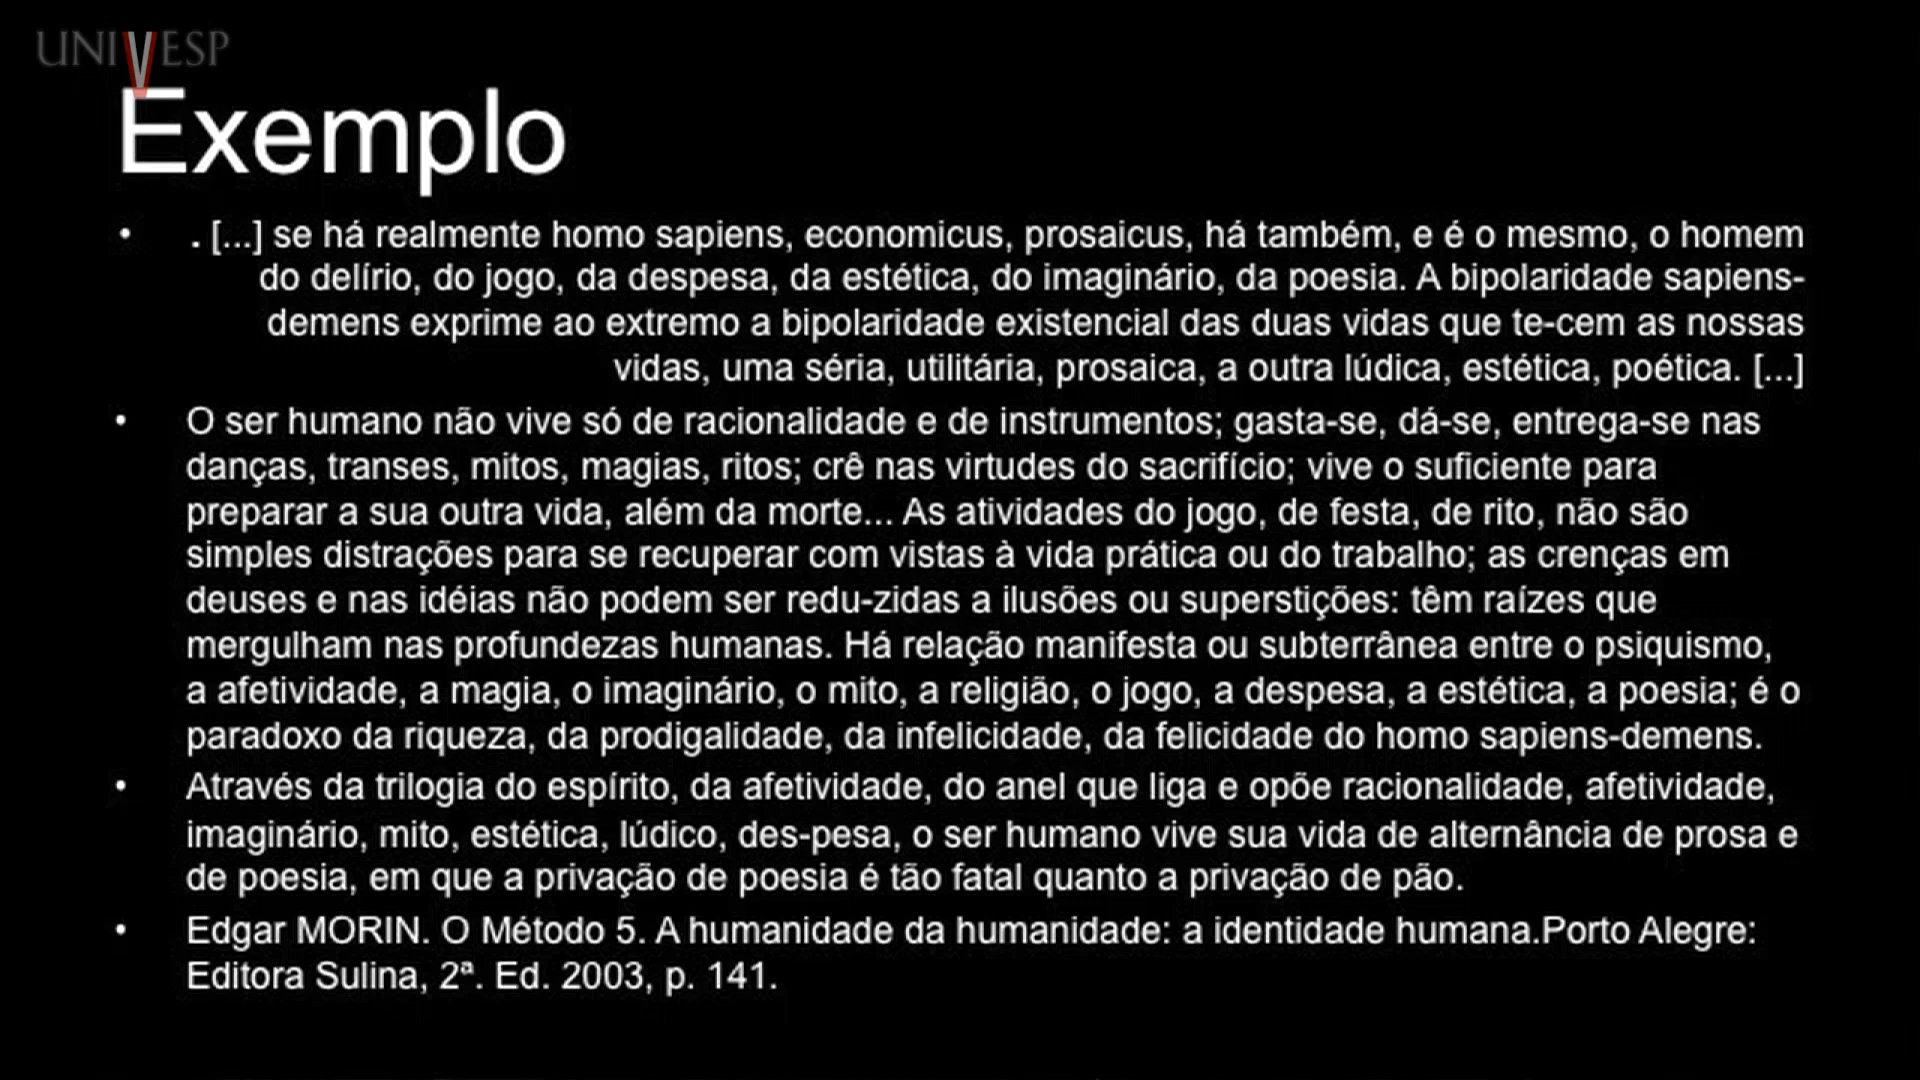 UNIVESP
Exemplo
• . [...] se há realmente homo sapiens, economicus, prosaicus, há também, e é o mesmo, o homem
do delírio, do jogo, da despesa, da estética, do imaginário, da poesia. A bipolaridade sapiens-
demens exprime ao extremo a bipolaridade existencial das duas vidas que te-cem as nossas
vidas, uma séria, utilitária, prosaica, a outra lúdica, estética, poética. [...]
• O ser humano não vive só de racionalidade e de instrumentos; gasta-se, dá-se, entrega-se nas
danças, transes, mitos, magias, ritos; crê nas virtudes do sacrifício; vive o suficiente para
preparar a sua outra vida, além da morte... As atividades do jogo, de festa, de rito, não são
simples distrações para se recuperar com vistas à vida prática ou do trabalho; as crenças em
deuses e nas idéias não podem ser redu-zidas a ilusões ou superstições: têm raízes que
mergulham nas profundezas humanas. Há relação manifesta ou subterrânea entre o psiquismo,
a afetividade, a magia, o imaginário, o mito, a religião, o jogo, a despesa, a estética, a poesia; é o
paradoxo da riqueza, da prodigalidade, da infelicidade, da felicidade do homo sapiens-demens.
• Através da trilogia do espírito, da afetividade, do anel que liga e opõe racionalidade, afetividade,
imaginário, mito, estética, lúdico, des-pesa, o ser humano vive sua vida de alternância de prosa e
de poesia, em que a privação de poesia é tão fatal quanto a privação de pão.
• Edgar MORIN. O Método 5. A humanidade da humanidade: a identidade humana.Porto Alegre:
Editora Sulina, 2ª. Ed. 2003, p. 141.